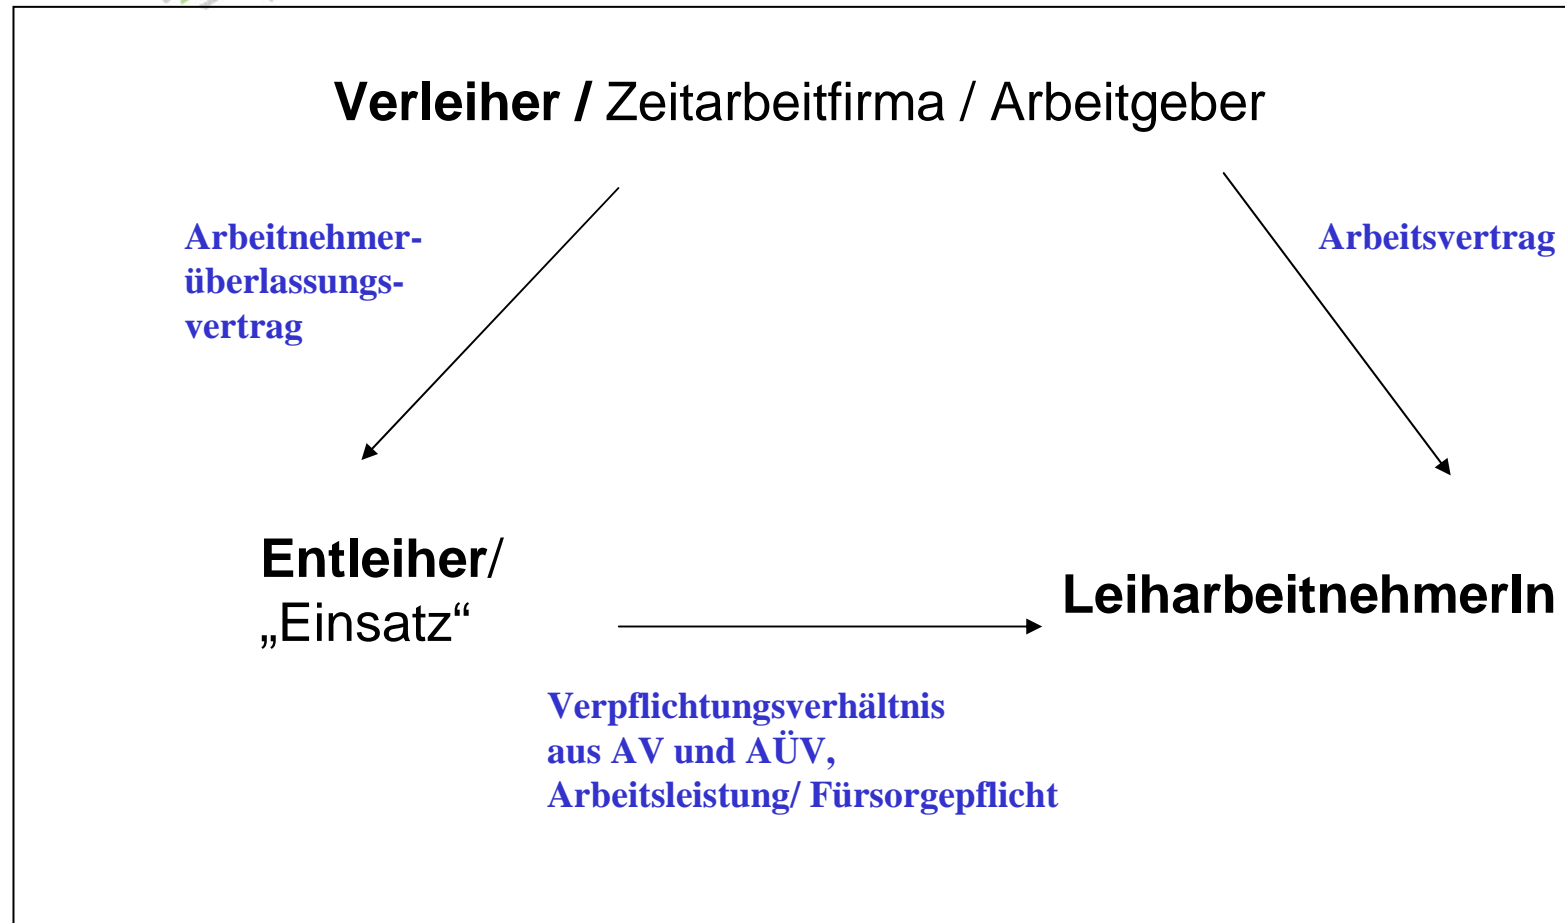 Verleiher / Zeitarbeitfirma / Arbeitgeber
Arbeitnehmer-
überlassungs-
vertrag
Arbeitsvertrag
Entleiher/
„Einsatz“
LeiharbeitnehmerIn
Verpflichtungsverhältnis
aus AV und AÜV,
Arbeitsleistung/ Fürsorgepflicht